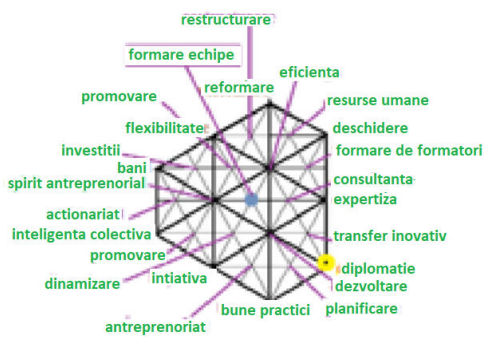 restructurare
formare echipe
eficienta
reformare
promovare
resurse umane
flexibilitate
deschidere
investitii
formare de formatori
bani
consultanta
spirit antreprenorial
expertiza
actionariat
inteligenta colectiva
transfer inovativ
promovare
diplomatie
intiativa
dinamizare
dezvoltare
bune practici
planificare
antreprenoriat